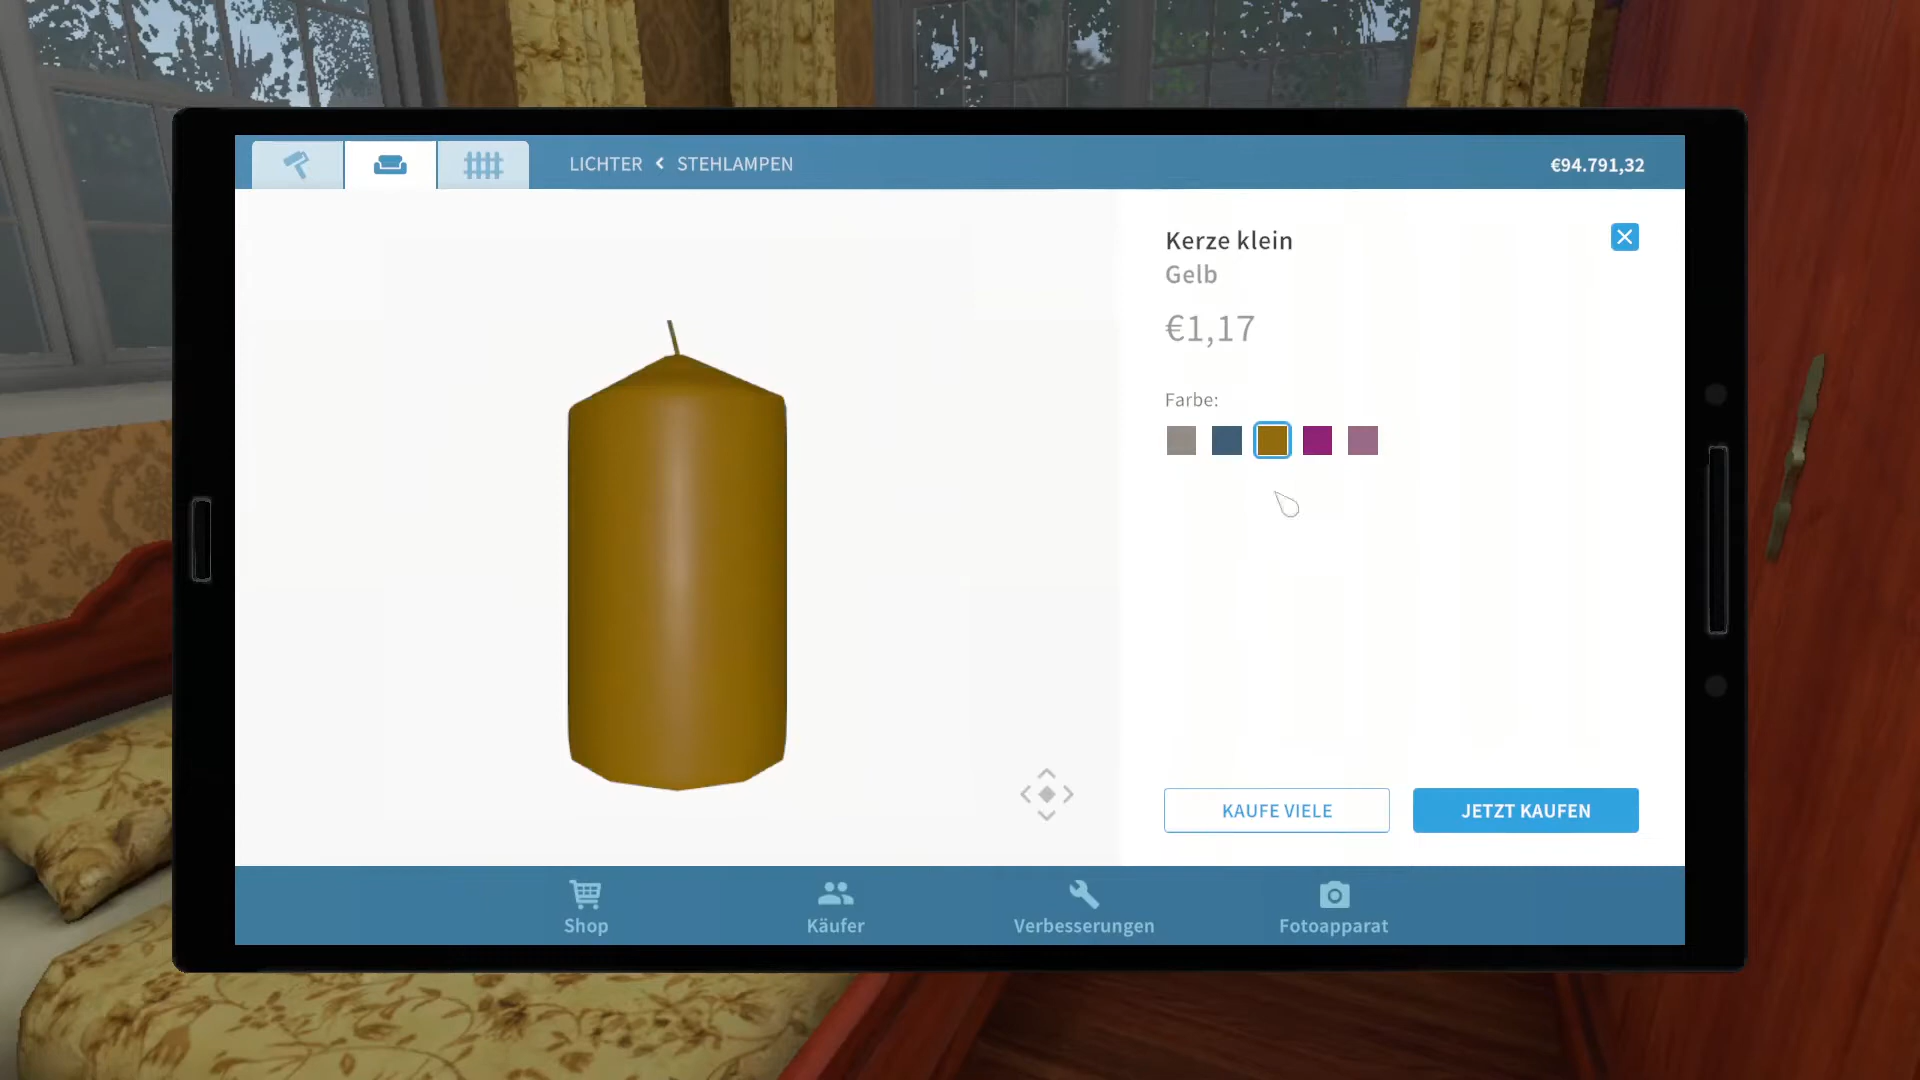 LICHTER < STEHLAMPEN
€94.791,32
Kerze klein
Gelb
€1,17
Farbe:
KAUFE VIELE
JETZT KAUFEN
Shop
Käufer
Verbesserungen
Fotoapparat